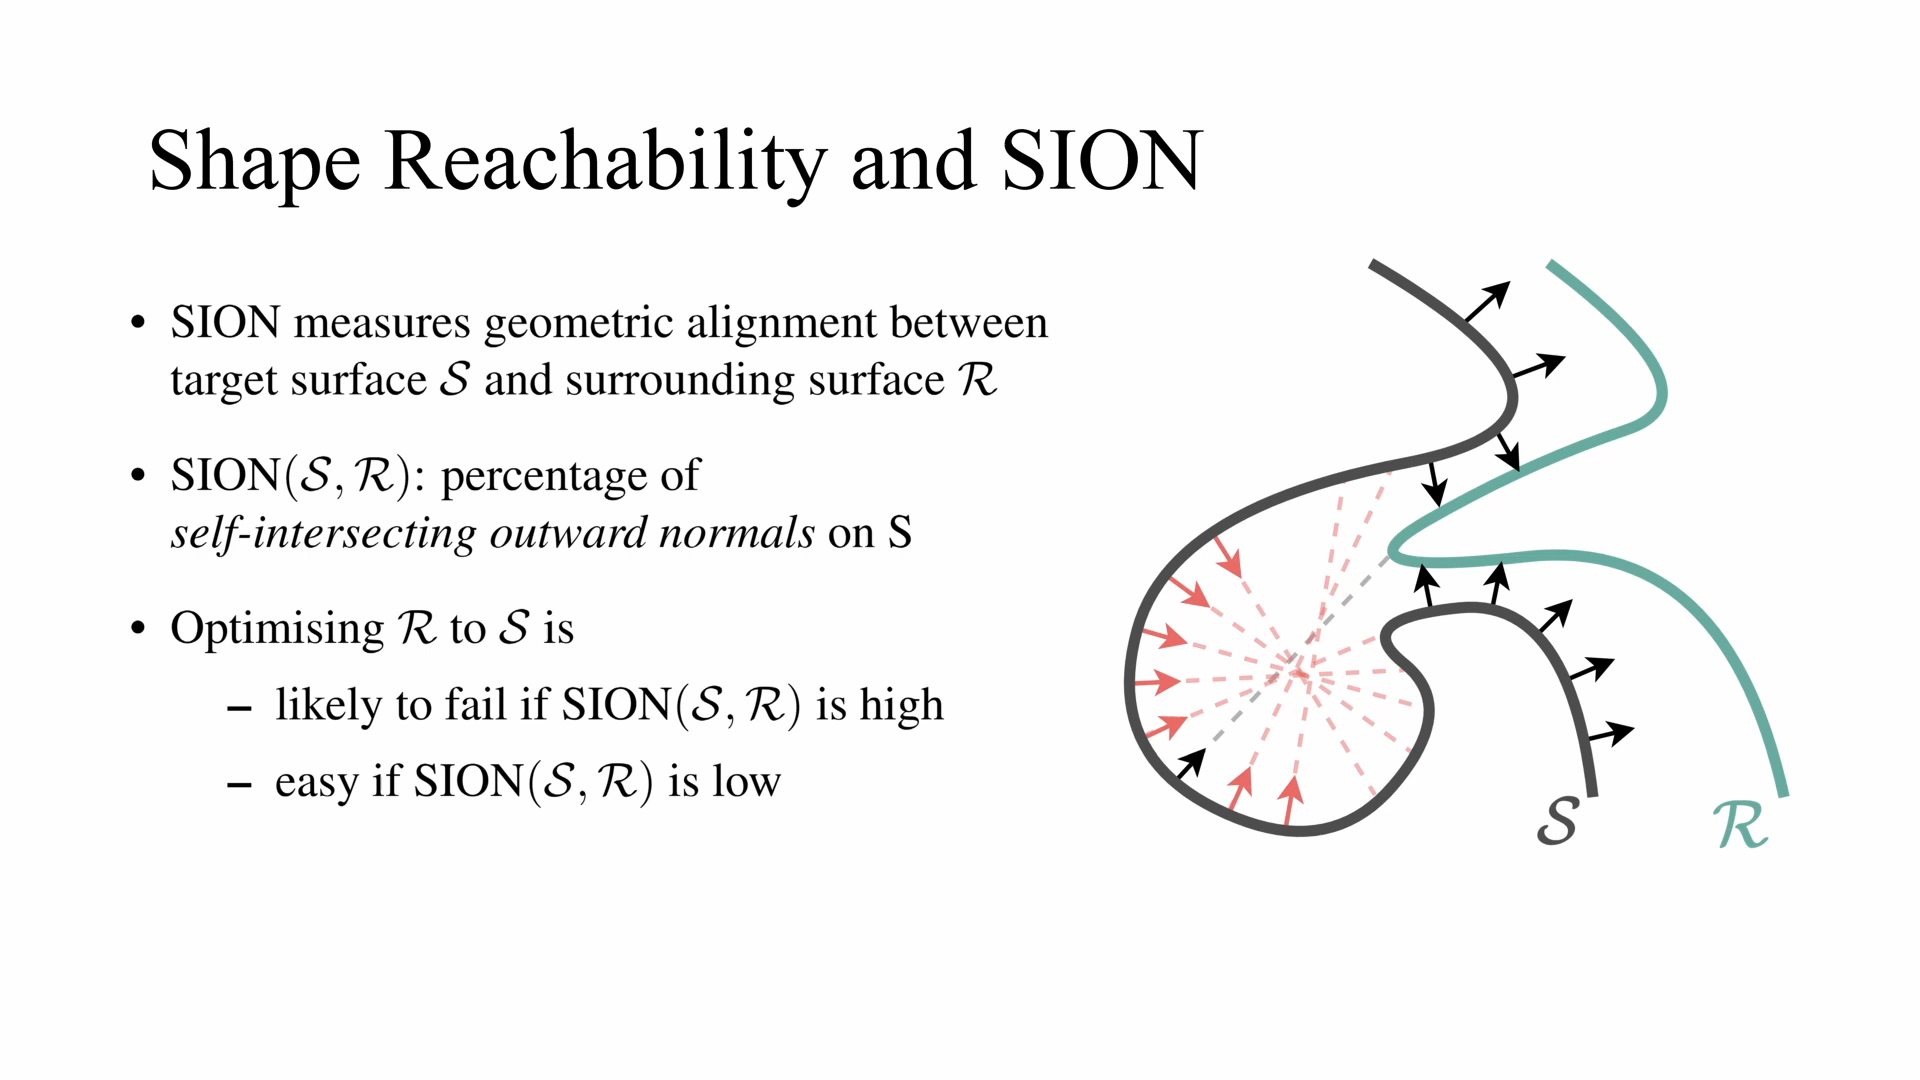 Shape Reachability and SION
• SION measures geometric alignment between
target surface 𝒮 and surrounding surface ℛ
• SION(𝒮, ℛ): percentage of
self-intersecting outward normals on S
• Optimising ℛ to 𝒮 is
– likely to fail if SION(𝒮, ℛ) is high
– easy if SION(𝒮, ℛ) is low
𝒮
ℛ